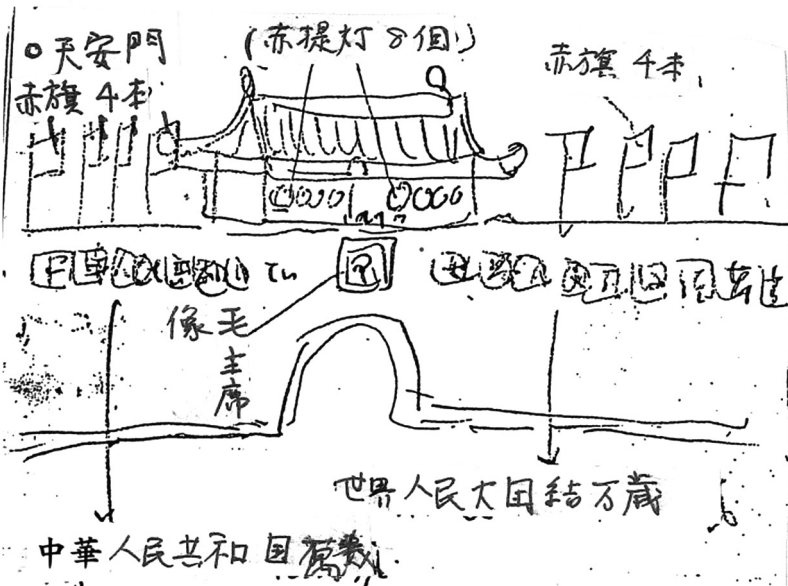 ○天安門
(赤提灯8個)
赤旗4本
赤旗4本
像毛
主
席
世界人民大団結万歳
中華人民共和国萬歳